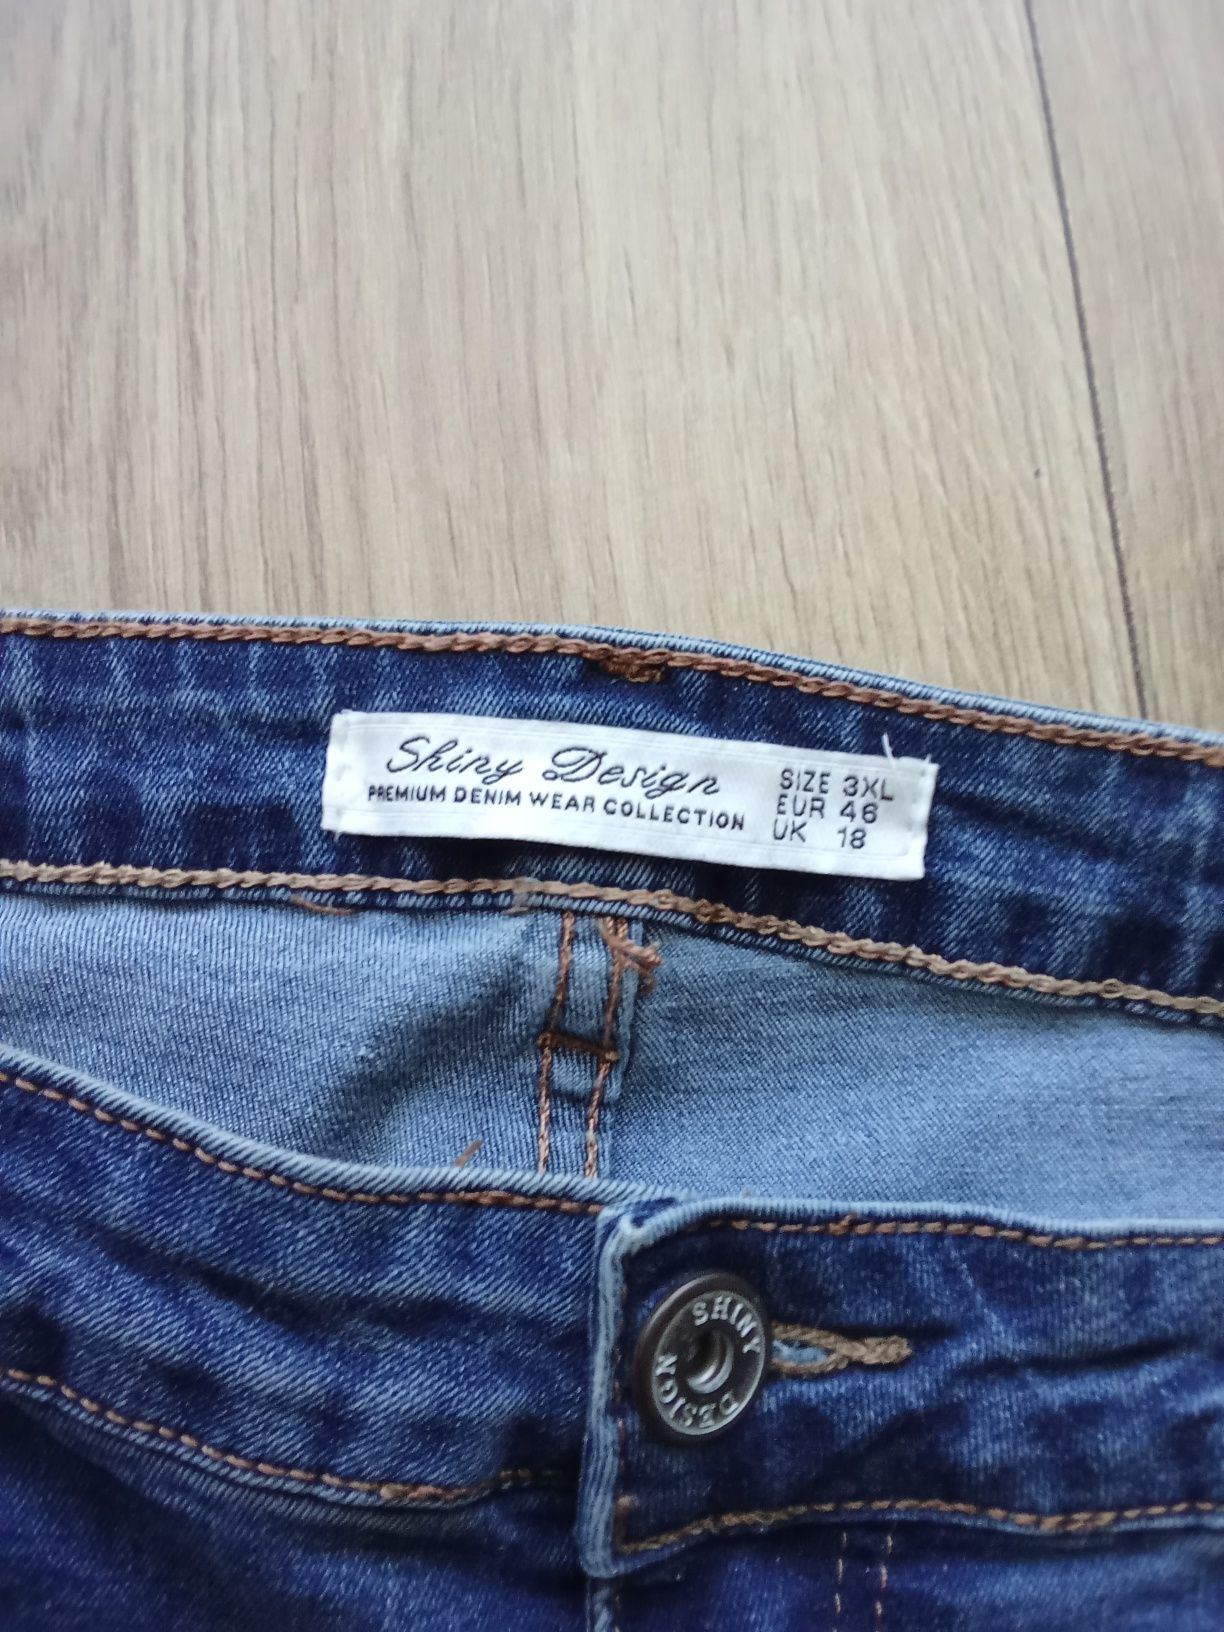 Shiny Design
PREMIUM DENIM WEAR COLLECTION
SIZE 3XL
EUR 46
UK 18
SHINY
DESIGN